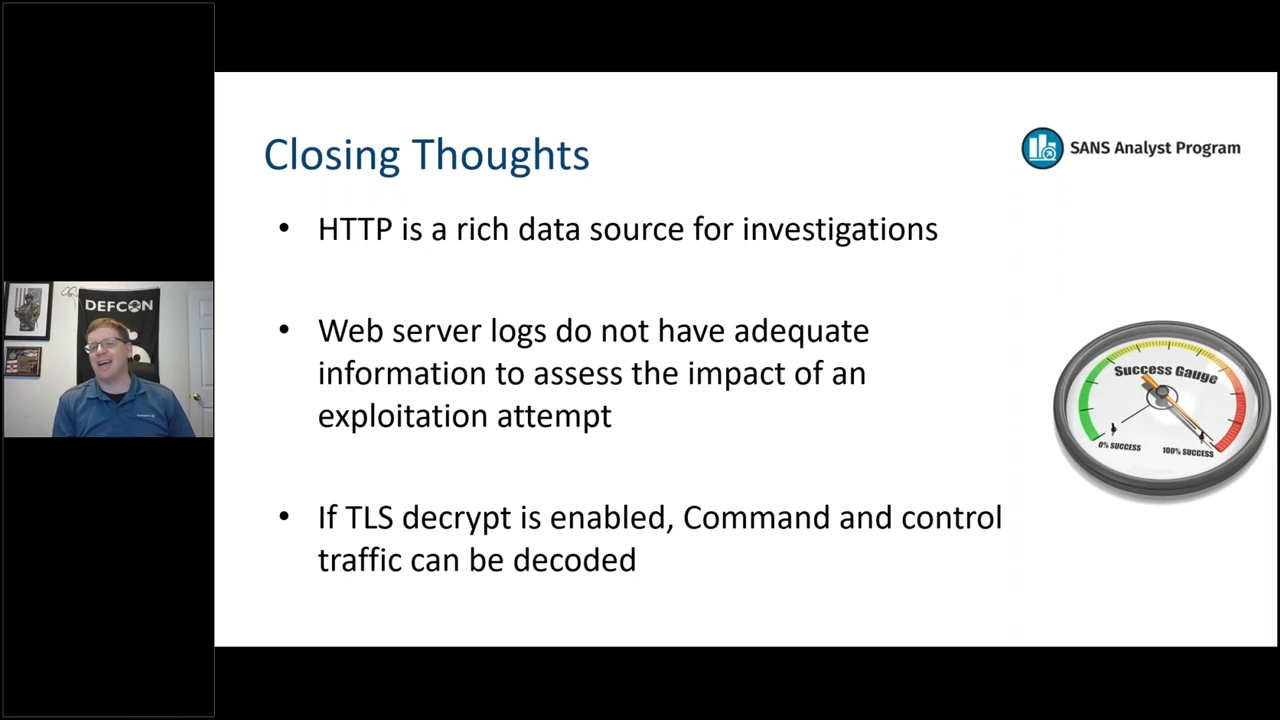 Closing Thoughts
SANS Analyst Program
• HTTP is a rich data source for investigations
• Web server logs do not have adequate
information to assess the impact of an
exploitation attempt
• If TLS decrypt is enabled, Command and control
traffic can be decoded
DEFCON
Success Gauge
0% SUCCESS
100% SUCCESS